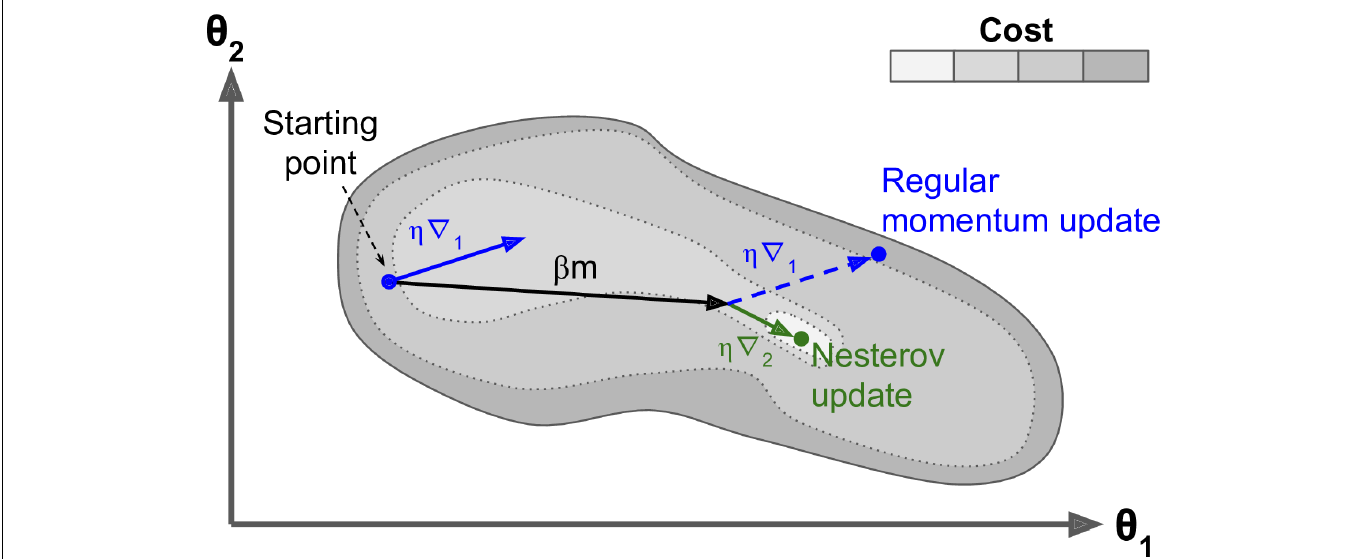 θ2
Cost
Starting
point
Regular
momentum update
η∇1
βm
η∇1
η∇2
Nesterov
update
θ1